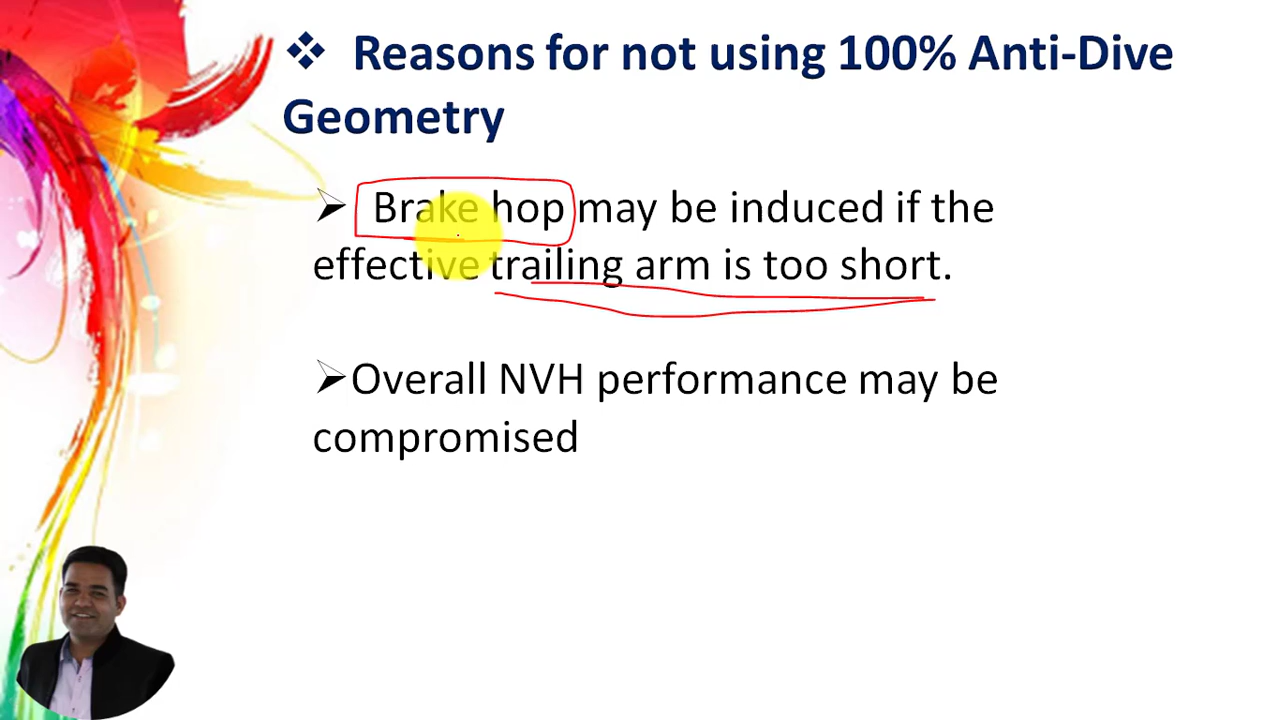 ❖ Reasons for not using 100% Anti-Dive
Geometry
➢ Brake hop may be induced if the
effective trailing arm is too short.
➢Overall NVH performance may be
compromised